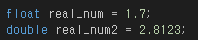 float real_num = 1.7;
double real_num2 = 2.8123;